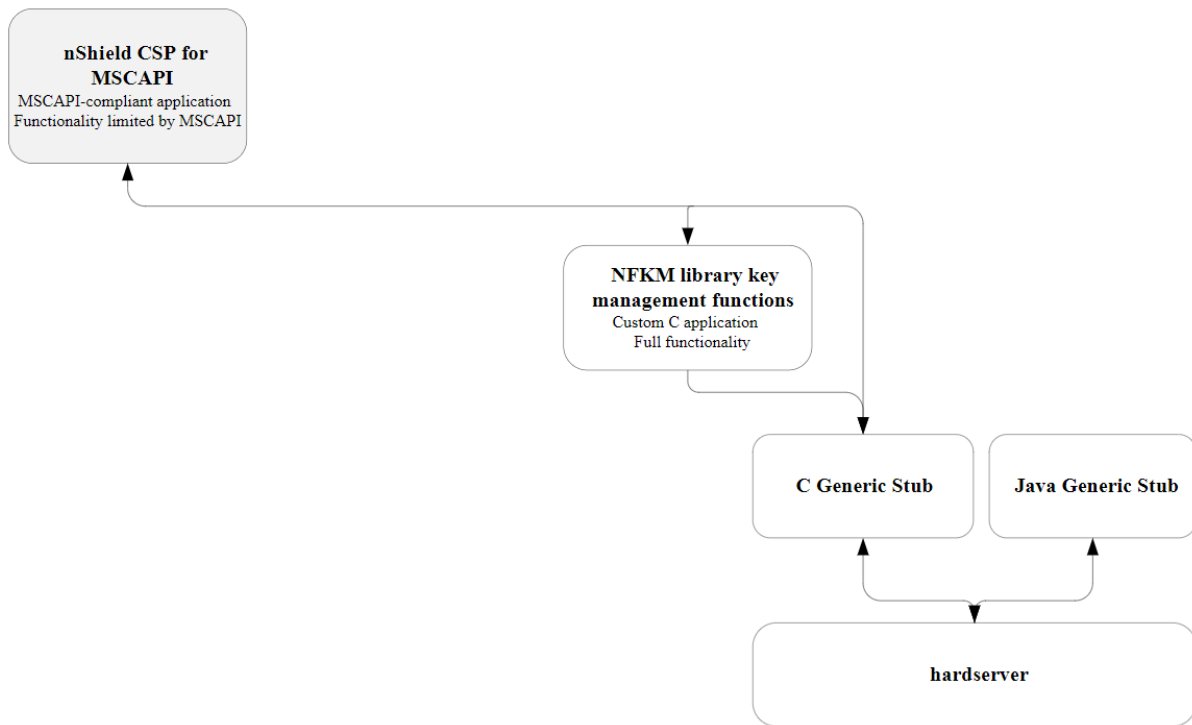 nShield CSP for
MSCAPI
MSCAPI-compliant application
Functionality limited by MSCAPI
NFKM library key
management functions
Custom C application
Full functionality
C Generic Stub
Java Generic Stub
hardserver